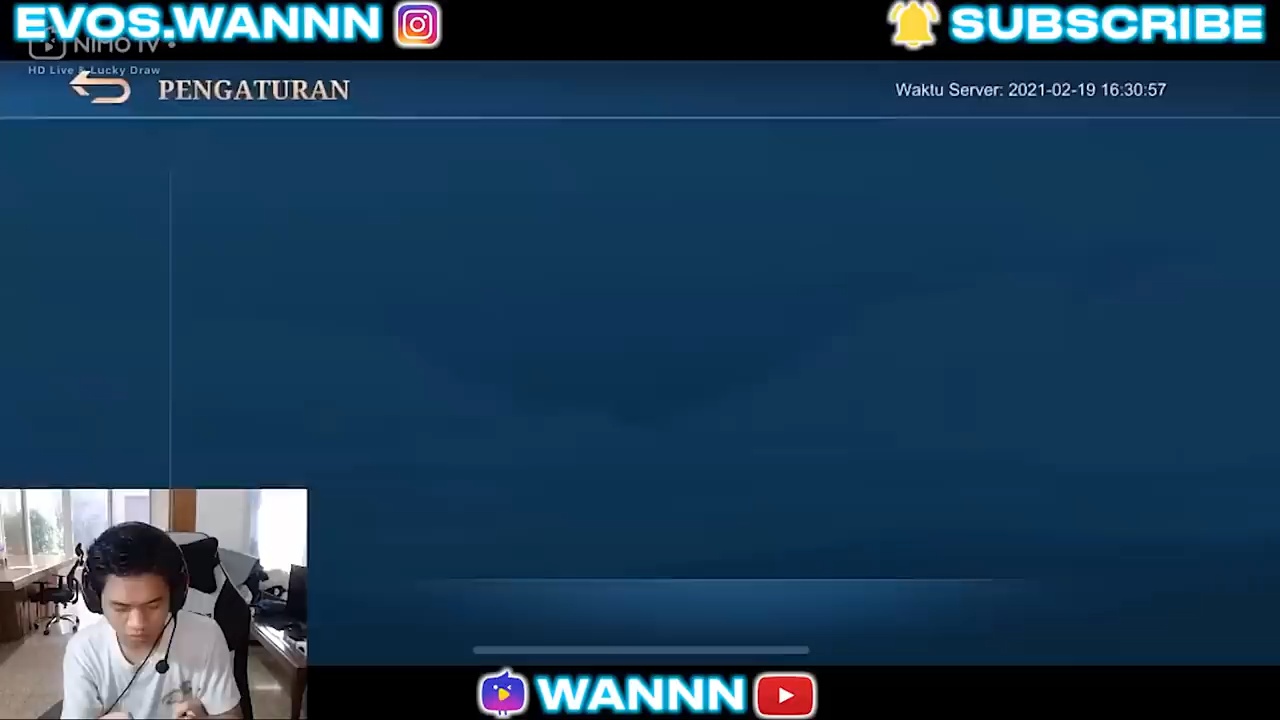 EVOS.WANNN
SUBSCRIBE
NIMO TV
HD Live & Lucky Draw
PENGATURAN
Waktu Server: 2021-02-19 16:30:57
WANNN